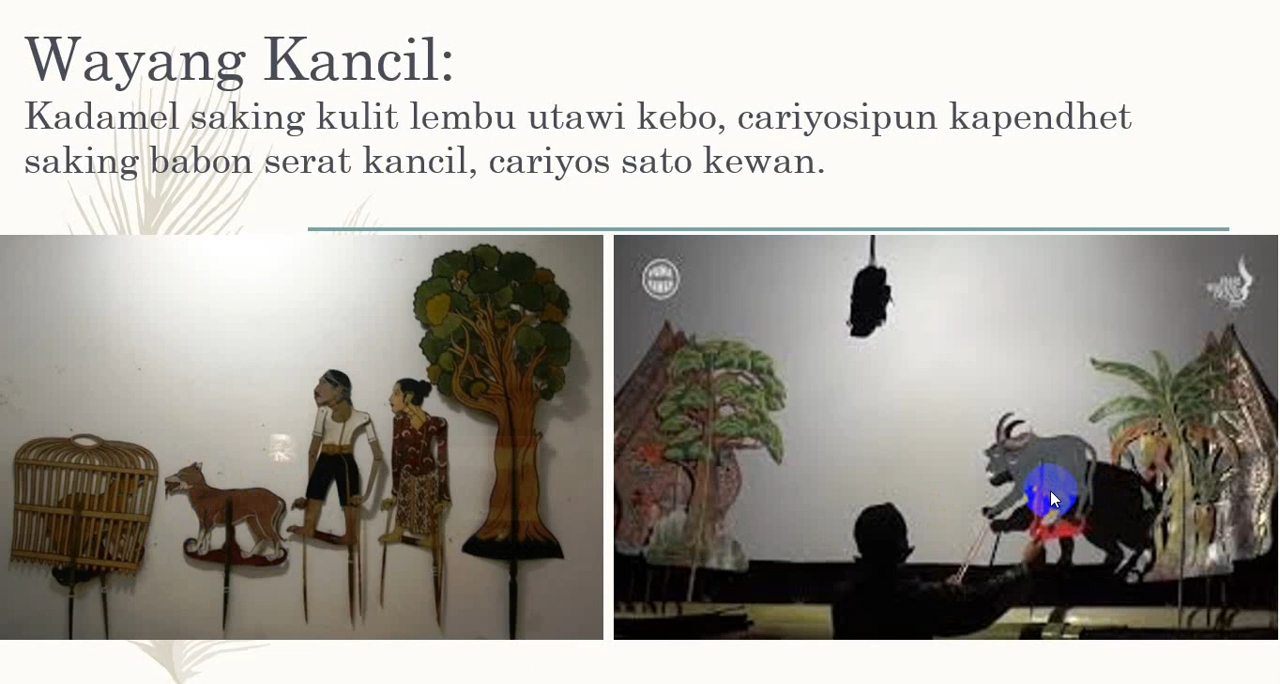 Wayang Kancil:
Kadamel saking kulit lembu utawi kebo, cariyosipun kapendhet
saking babon serat kancil, cariyos sato kewan.